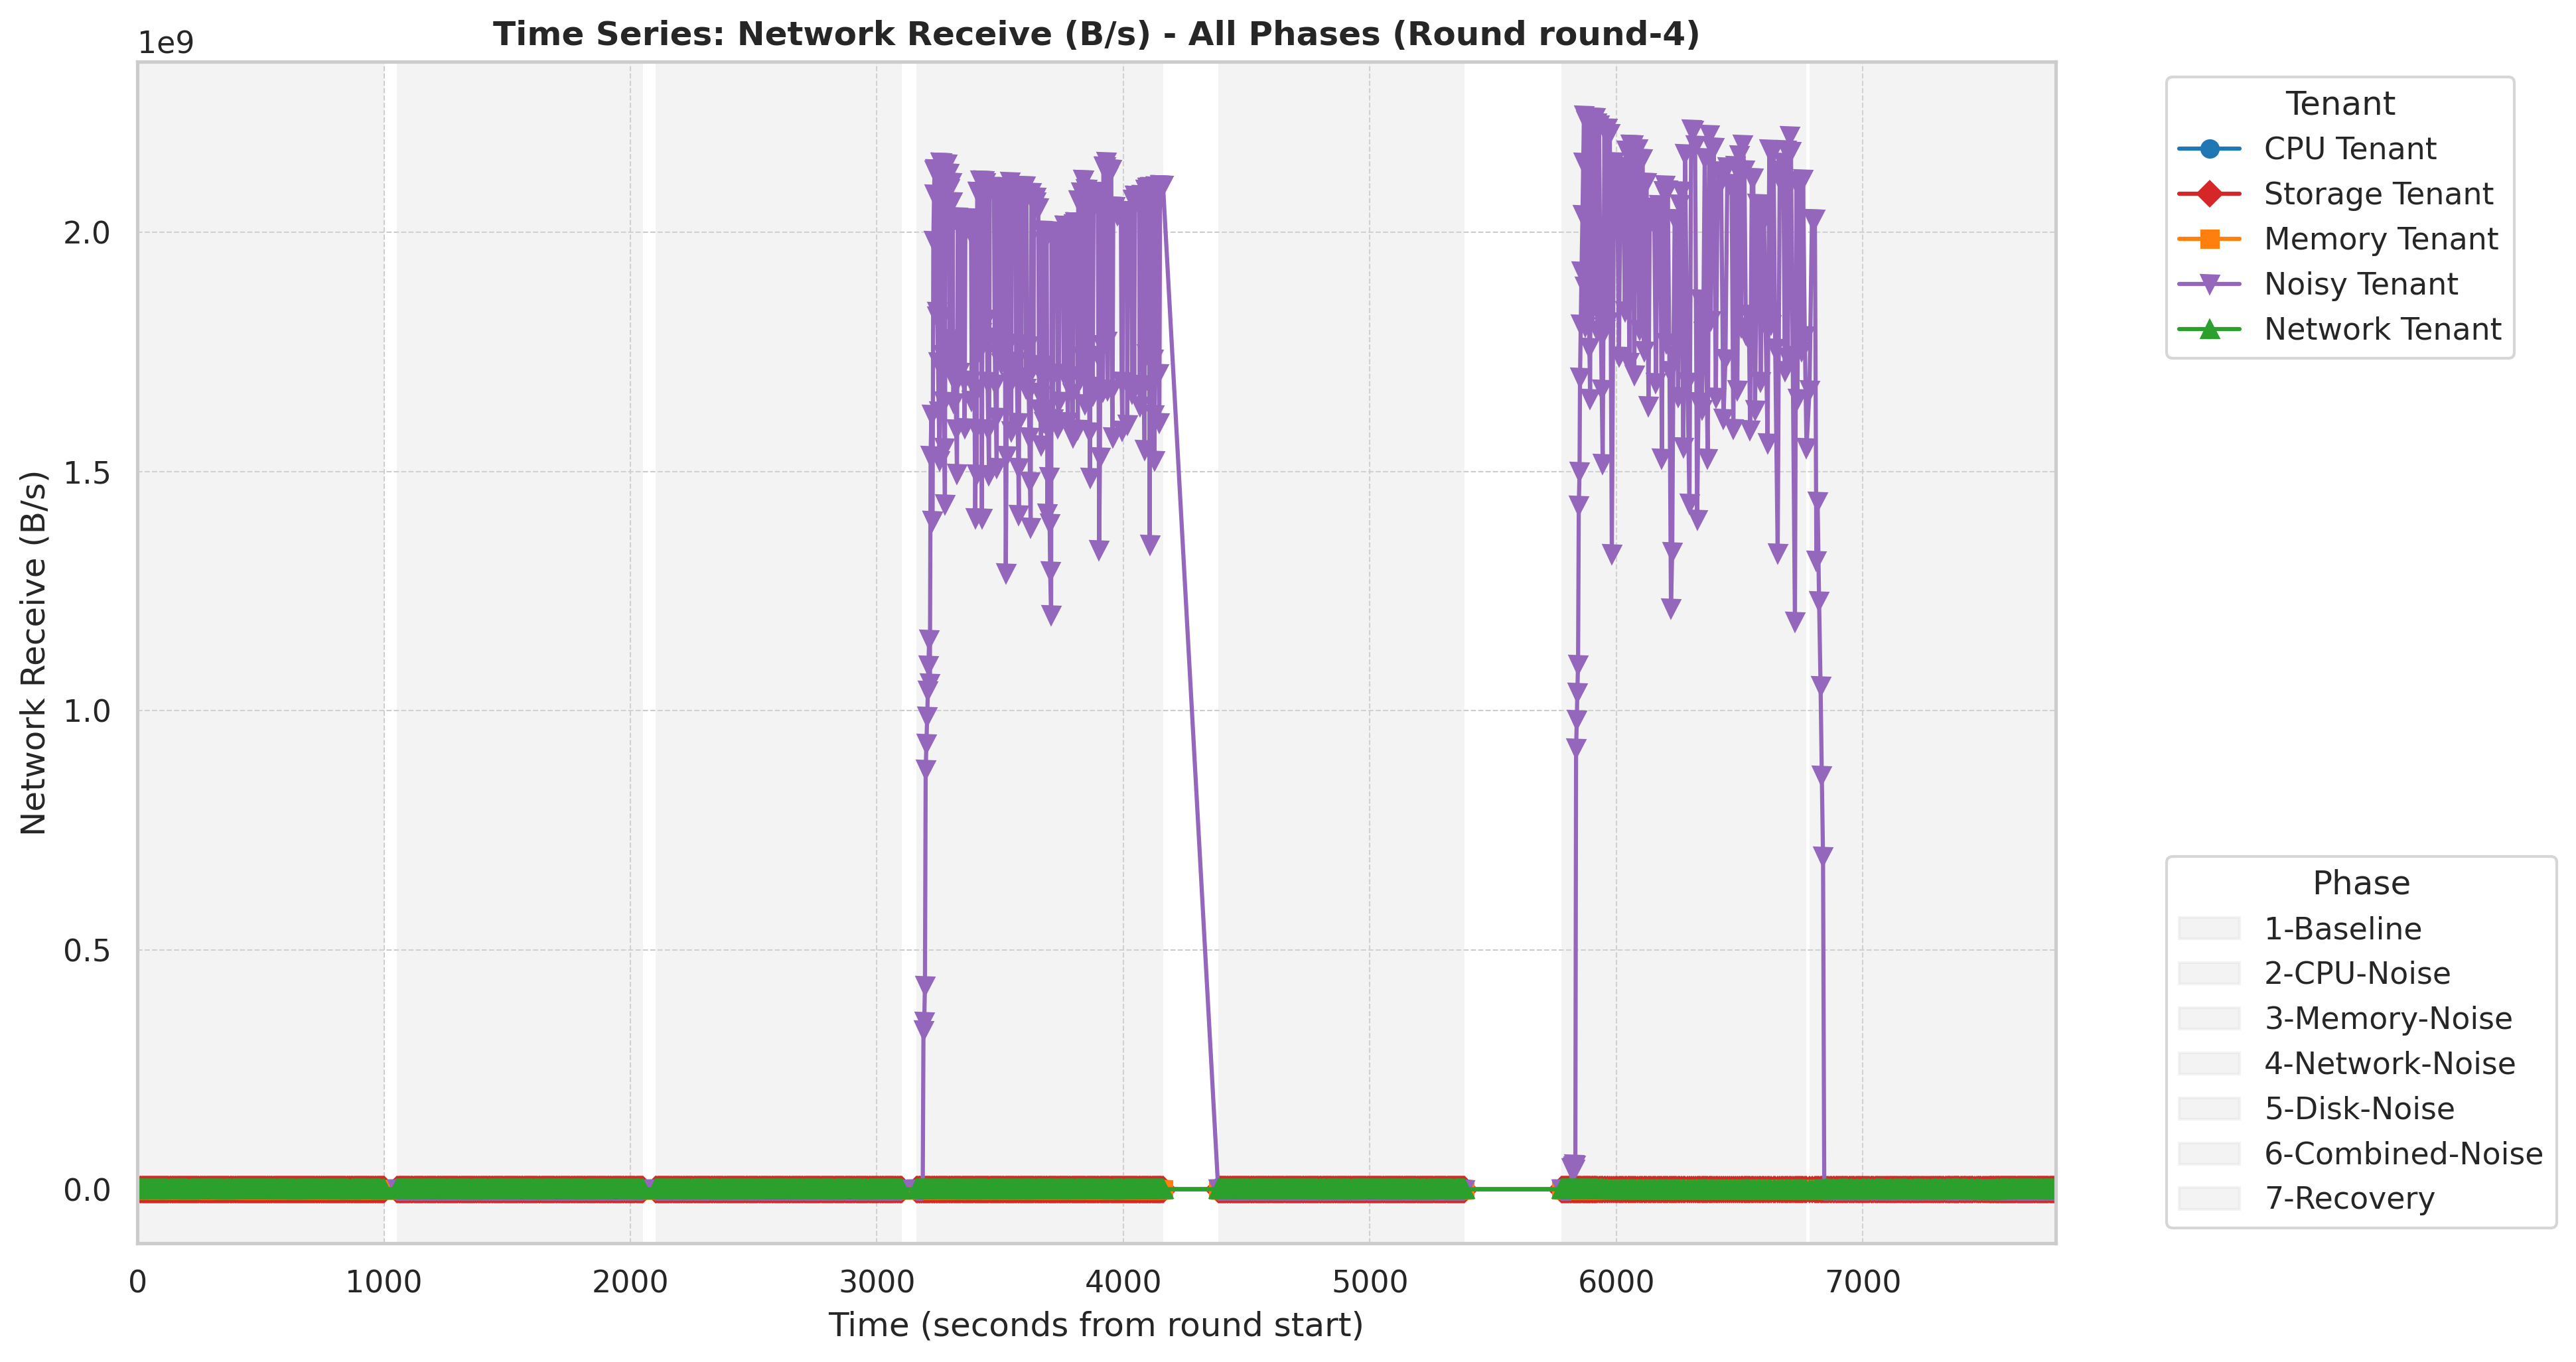 Time Series: Network Receive (B/s) - All Phases (Round round-4)
1e9
2.0
1.5
1.0
0.5
0.0
Network Receive (B/s)
0 1000 2000 3000 4000 5000 6000 7000
Time (seconds from round start)
Tenant
CPU Tenant
Storage Tenant
Memory Tenant
Noisy Tenant
Network Tenant
Phase
1-Baseline
2-CPU-Noise
3-Memory-Noise
4-Network-Noise
5-Disk-Noise
6-Combined-Noise
7-Recovery